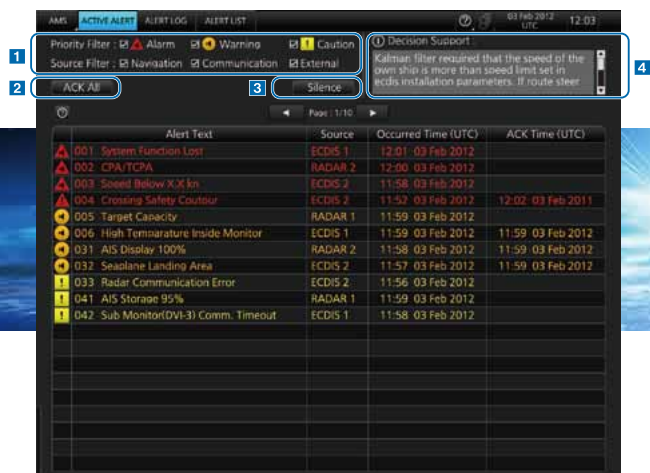 AMS ACTIVE ALERT ALERT LOG ALERT LIST 03 Feb 2012 UTC 12:03
1 Priority Filter : Alarm Warning Caution
Source Filter : Navigation Communication External
Decision Support
Kalman filter required that the speed of the
own ship is more than speed limit set in
ecdis installation parameters. If route steer
4
2 ACK All 3 Silence
Page : 1/10
Alert Text Source Occurred Time (UTC) ACK Time (UTC)
001 System Function Lost ECDIS 1 12:01 03 Feb 2012
002 CPA/TCPA RADAR 2 12:00 03 Feb 2012
003 Speed Below X.X kn ECDIS 2 11:58 03 Feb 2012
004 Crossing Safety Coutour ECDIS 2 11:52 03 Feb 2012 12:02 03 Feb 2011
005 Target Capacity RADAR 1 11:59 03 Feb 2012
006 High Temparature Inside Monitor ECDIS 1 11:59 03 Feb 2012 11:59 03 Feb 2012
031 AIS Display 100% RADAR 2 11:58 03 Feb 2012 11:59 03 Feb 2012
032 Seaplane Landing Area ECDIS 2 11:57 03 Feb 2012 11:59 03 Feb 2012
033 Radar Communication Error ECDIS 2 11:56 03 Feb 2012
041 AIS Storage 95% RADAR 1 11:59 03 Feb 2012
042 Sub Monitor(DVI-3) Comm. Timeout ECDIS 1 11:58 03 Feb 2012